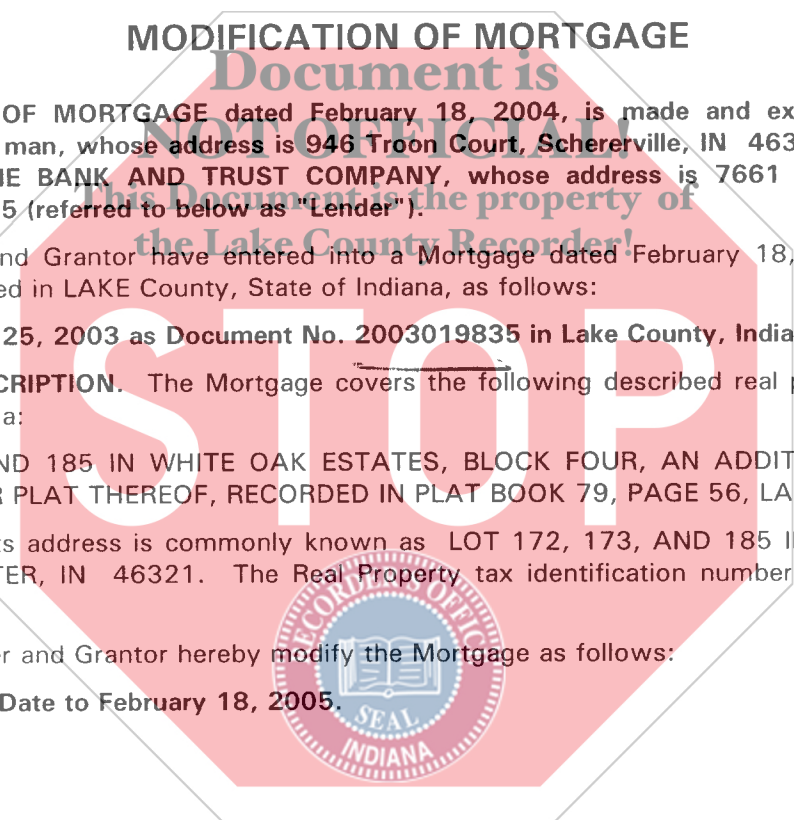 MODIFICATION OF MORTGAGE
Document is
OF MORTGAGE dated February 18, 2004, is made and ex
NOT OFFICIAL!
man, whose address is 946 Troon Court, Schererville, IN 463
IE BANK AND TRUST COMPANY, whose address is 7661
This Document is the property of
5 (referred to below as "Lender").
the Lake County Recorder!
nd Grantor have entered into a Mortgage dated February 18,
ed in LAKE County, State of Indiana, as follows:
25, 2003 as Document No. 2003019835 in Lake County, India
CRIPTION. The Mortgage covers the following described real p
a:
STOP
ND 185 IN WHITE OAK ESTATES, BLOCK FOUR, AN ADDIT
R PLAT THEREOF, RECORDED IN PLAT BOOK 79, PAGE 56, LA
ts address is commonly known as LOT 172, 173, AND 185 I
TER, IN 46321. The Real Property tax identification number
RECORDER'S OFFICE
er and Grantor hereby modify the Mortgage as follows:
Date to February 18, 2005.
SEAL
INDIANA